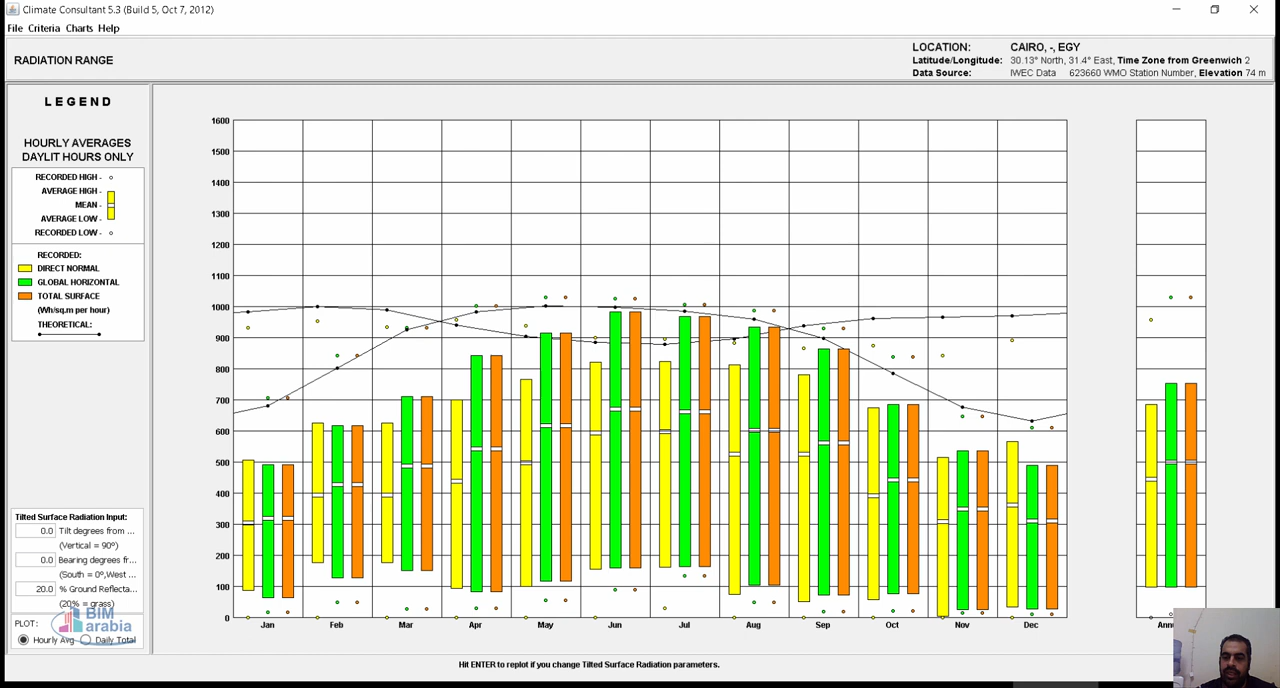 Climate Consultant 5.3 (Build 5, Oct 7, 2012)
File Criteria Charts Help
RADIATION RANGE
LOCATION: CAIRO, -, EGY
Latitude/Longitude: 30.13° North, 31.4° East, Time Zone from Greenwich 2
Data Source: IWEC Data 623660 WMO Station Number, Elevation 74 m
LEGEND
HOURLY AVERAGES
DAYLIT HOURS ONLY
RECORDED HIGH -
AVERAGE HIGH -
MEAN -
AVERAGE LOW -
RECORDED LOW -
RECORDED:
DIRECT NORMAL
GLOBAL HORIZONTAL
TOTAL SURFACE
(Wh/sq.m per hour)
THEORETICAL:
Tilted Surface Radiation Input:
0.0 Tilt degrees from ...
(Vertical = 90°)
0.0 Bearing degrees fr...
(South = 0°,West ...
20.0 % Ground Reflecta...
(20% = grass)
BIM
arabia
PLOT:
Hourly Avg Daily Total
1600
1500
1400
1300
1200
1100
1000
900
800
700
600
500
400
300
200
100
0
Jan Feb Mar Apr May Jun Jul Aug Sep Oct Nov Dec
Hit ENTER to replot if you change Tilted Surface Radiation parameters.